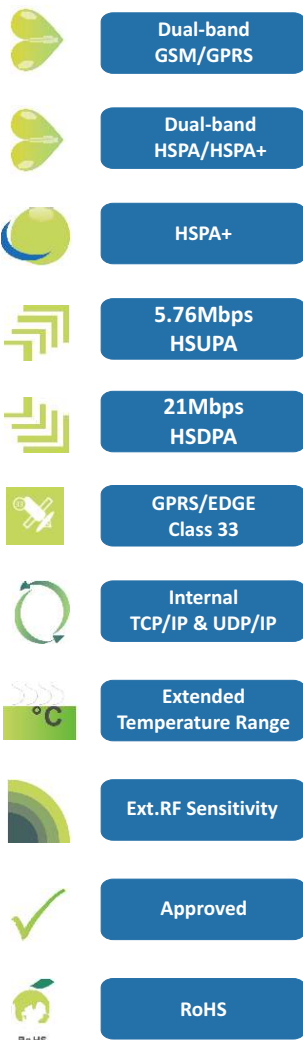 Dual-band
GSM/GPRS
Dual-band
HSPA/HSPA+
HSPA+
5.76Mbps
HSUPA
21Mbps
HSDPA
GPRS/EDGE
Class 33
Internal
TCP/IP & UDP/IP
°C
Extended
Temperature Range
Ext.RF Sensitivity
Approved
RoHS
RoHS